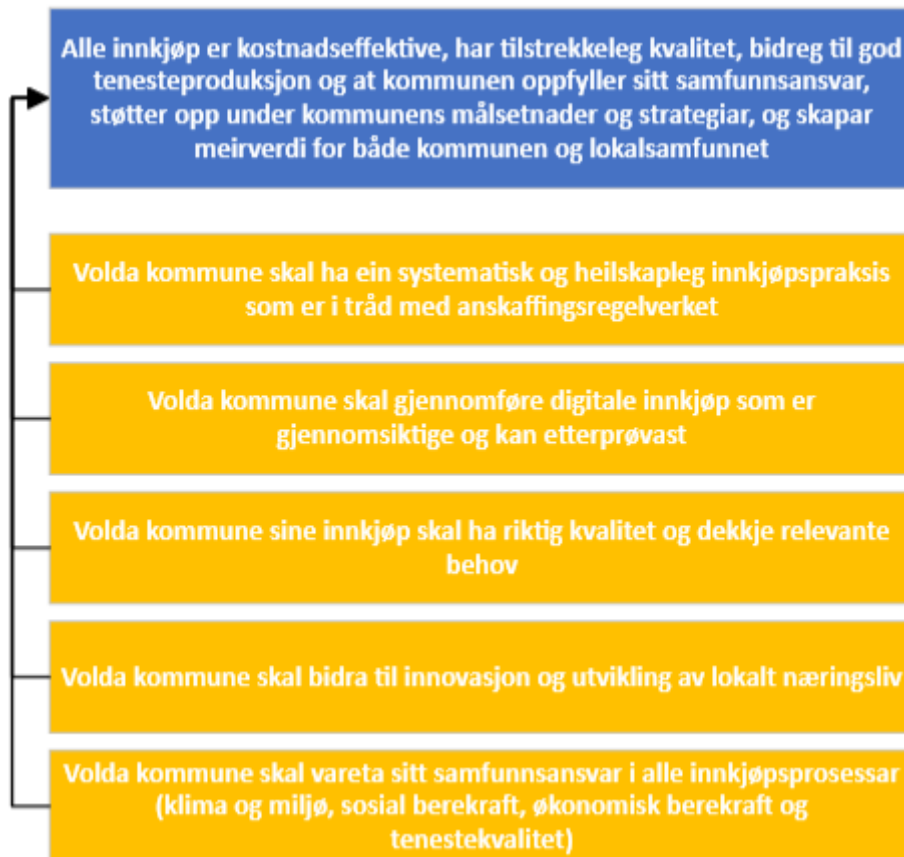 Alle innkjøp er kostnadseffektive, har tilstrekkeleg kvalitet, bidreg til god
tenesteproduksjon og at kommunen oppfyller sitt samfunnsansvar,
støtter opp under kommunens målsetnader og strategiar, og skapar
meirverdi for både kommunen og lokalsamfunnet
Volda kommune skal ha ein systematisk og heilskapleg innkjøpspraksis
som er i tråd med anskaffingsregelverket
Volda kommune skal gjennomføre digitale innkjøp som er
gjennomsiktige og kan etterprøvast
Volda kommune sine innkjøp skal ha riktig kvalitet og dekkje relevante
behov
Volda kommune skal bidra til innovasjon og utvikling av lokalt næringsliv
Volda kommune skal vareta sitt samfunnsansvar i alle innkjøpsprosessar
(klima og miljø, sosial berekraft, økonomisk berekraft og
tenestekvalitet)